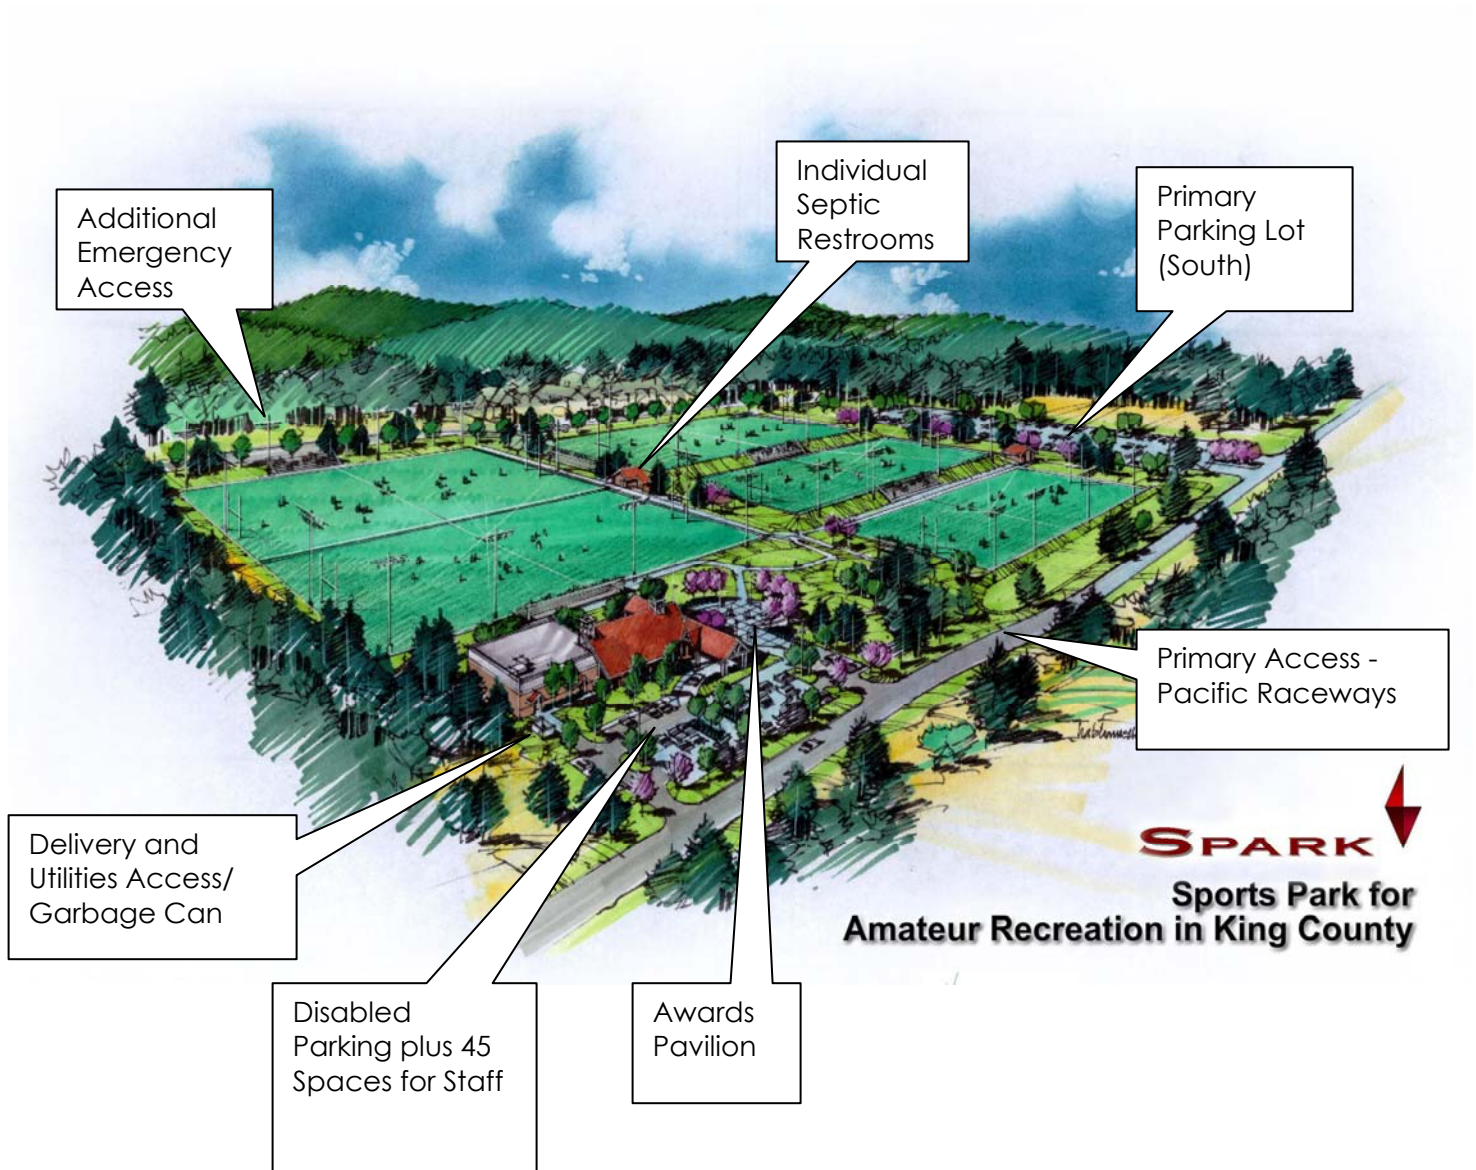 Individual
Septic
Restrooms
Primary
Parking Lot
(South)
Additional
Emergency
Access
Primary Access -
Pacific Raceways
SPARK
Sports Park for
Amateur Recreation in King County
Delivery and
Utilities Access/
Garbage Can
Disabled
Parking plus 45
Spaces for Staff
Awards
Pavilion